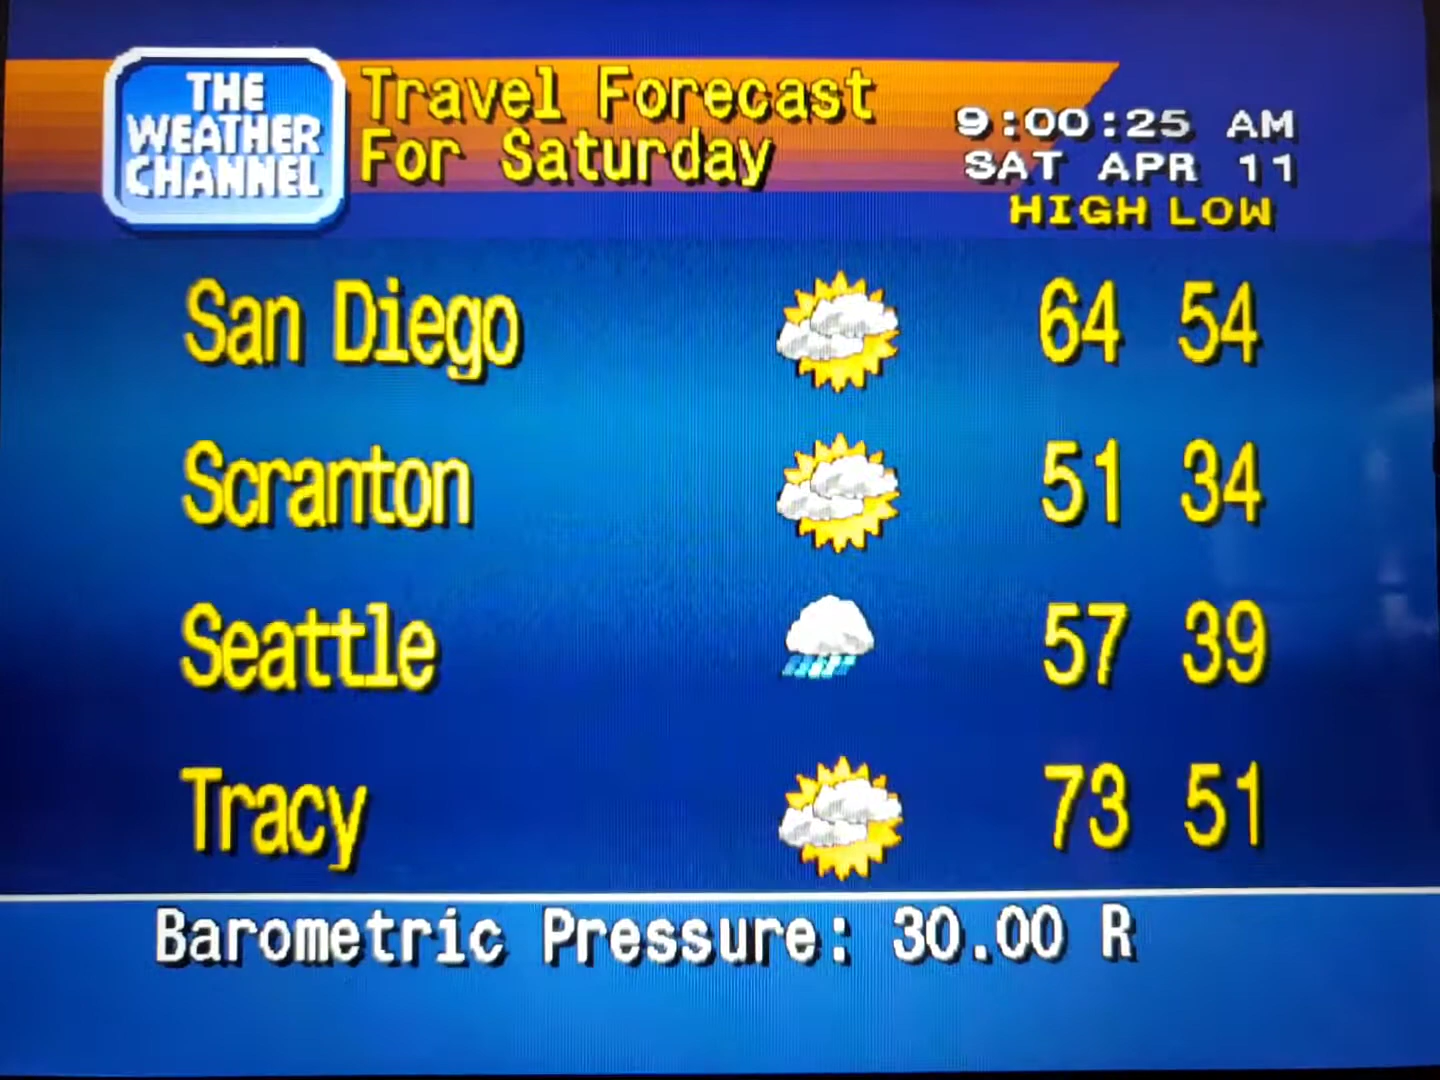 THE
WEATHER
CHANNEL
Travel Forecast
For Saturday
9:00:25 AM
SAT APR 11
HIGH LOW
San Diego 64 54
Scranton 51 34
Seattle 57 39
Tracy 73 51
Barometric Pressure: 30.00 R